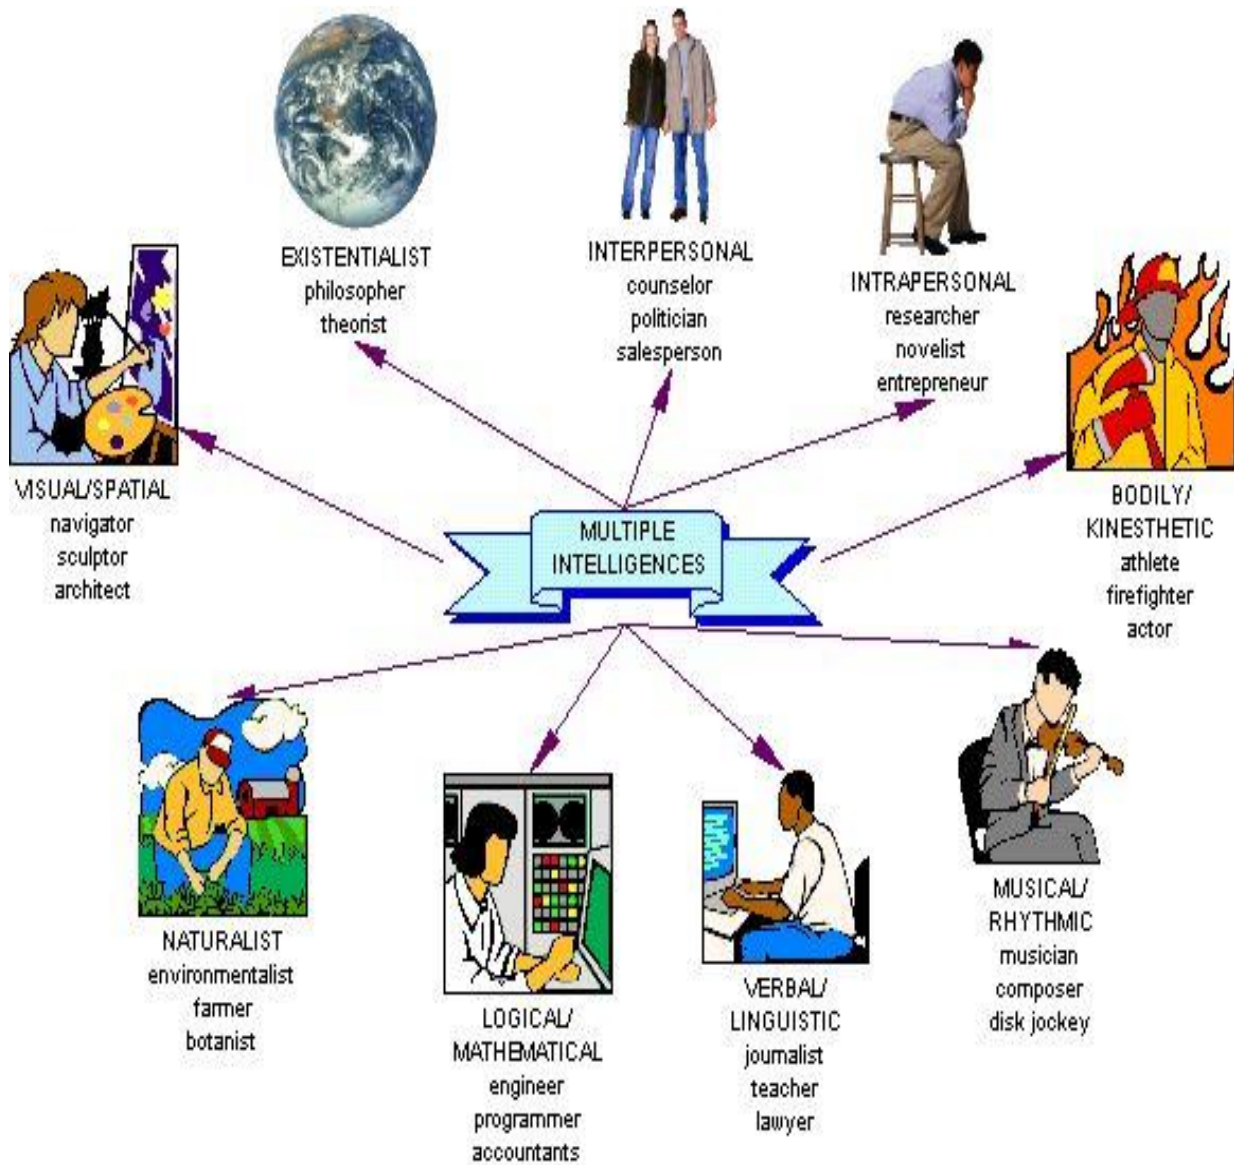 EXISTENTIALIST
philosopher
theorist
INTERPERSONAL
counselor
politician
salesperson
INTRAPERSONAL
researcher
novelist
entrepreneur
VISUAL/SPATIAL
navigator
sculptor
architect
MULTIPLE
INTELLIGENCES
BODILY/
KINESTHETIC
athlete
firefighter
actor
NATURALIST
environmentalist
farmer
botanist
LOGICAL/
MATHEMATICAL
engineer
programmer
accountants
VERBAL/
LINGUISTIC
journalist
teacher
lawyer
MUSICAL/
RHYTHMIC
musician
composer
disk jockey